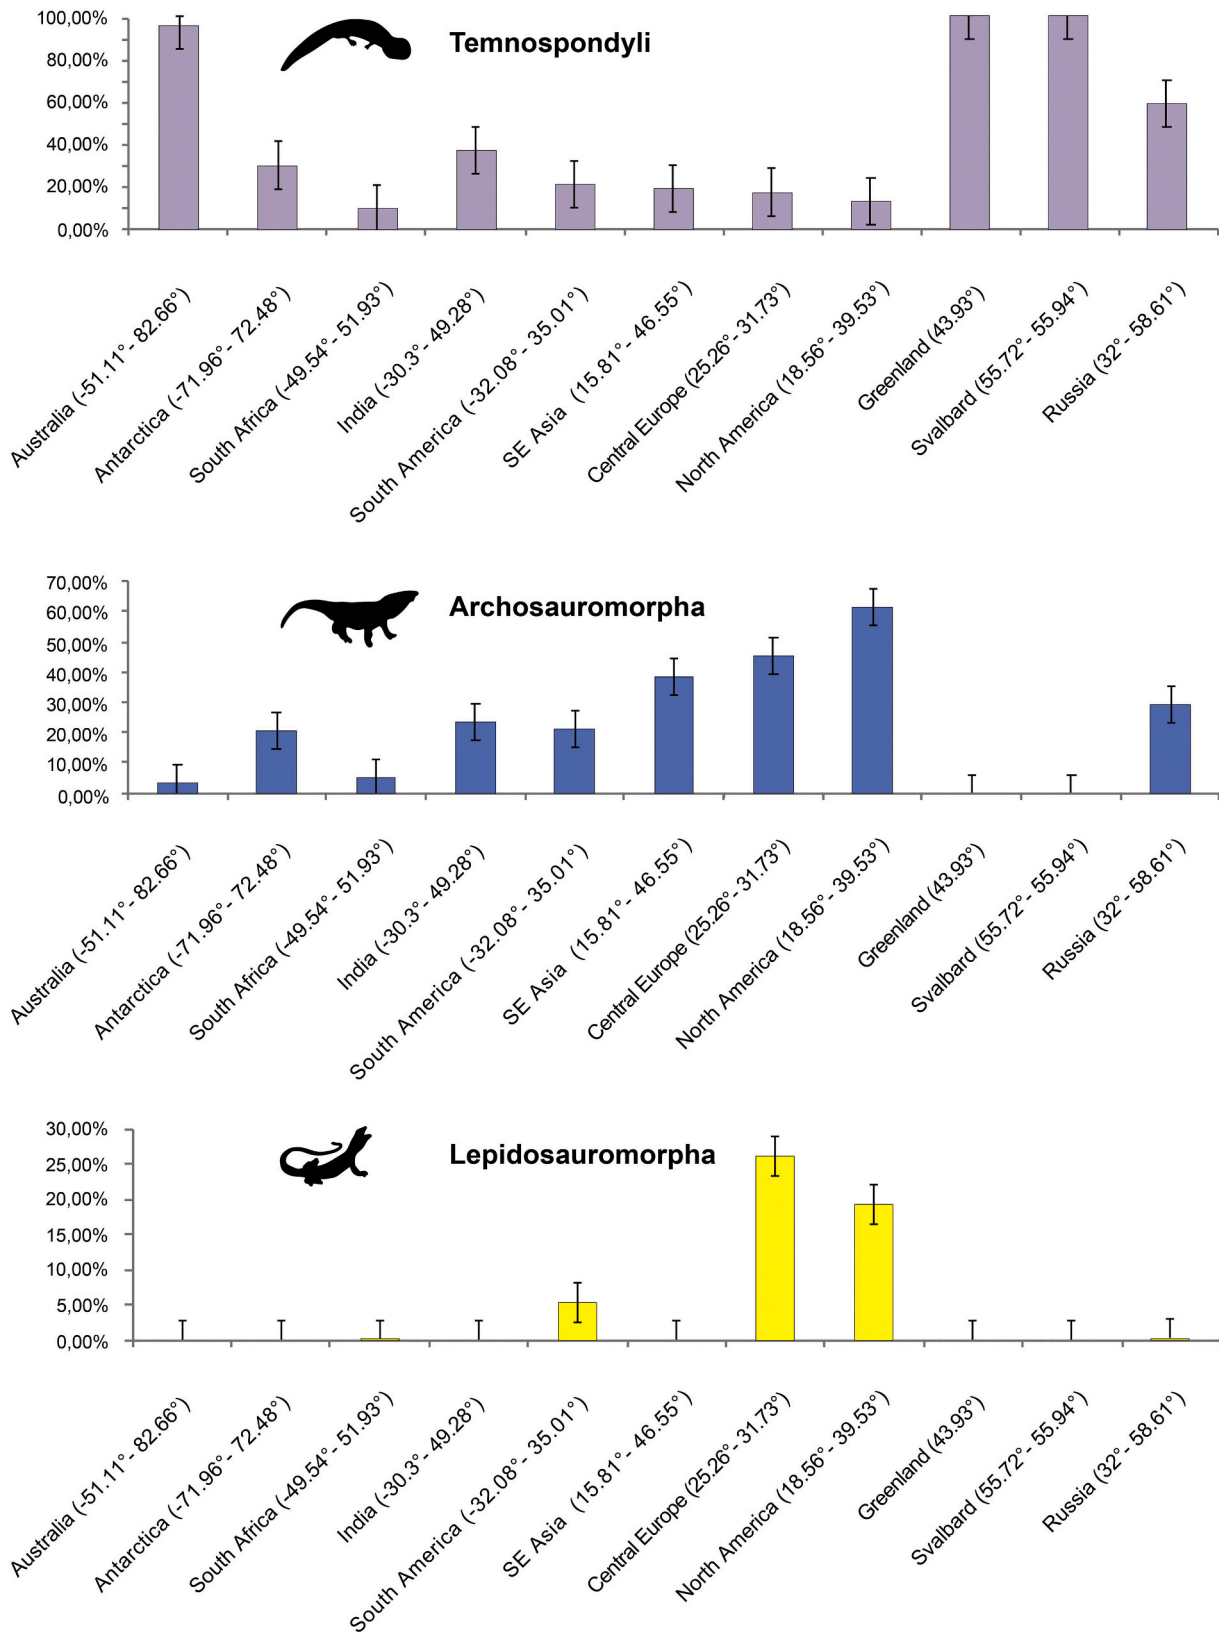 Temnospondyli
100,00%
80,00%
60,00%
40,00%
20,00%
0,00%
Australia (-51.11°- 82.66°)
Antarctica (-71.96°- 72.48°)
South Africa (-49.54°- 51.93°)
India (-30.3°- 49.28°)
South America (-32.08°- 35.01°)
SE Asia (15.81°- 46.55°)
Central Europe (25.26°- 31.73°)
North America (18.56°- 39.53°)
Greenland (43.93°)
Svalbard (55.72°- 55.94°)
Russia (32°- 58.61°)
Archosauromorpha
70,00%
60,00%
50,00%
40,00%
30,00%
20,00%
10,00%
0,00%
Australia (-51.11°- 82.66°)
Antarctica (-71.96°- 72.48°)
South Africa (-49.54°- 51.93°)
India (-30.3°- 49.28°)
South America (-32.08°- 35.01°)
SE Asia (15.81°- 46.55°)
Central Europe (25.26°- 31.73°)
North America (18.56°- 39.53°)
Greenland (43.93°)
Svalbard (55.72°- 55.94°)
Russia (32°- 58.61°)
Lepidosauromorpha
30,00%
25,00%
20,00%
15,00%
10,00%
5,00%
0,00%
Australia (-51.11°- 82.66°)
Antarctica (-71.96°- 72.48°)
South Africa (-49.54°- 51.93°)
India (-30.3°- 49.28°)
South America (-32.08°- 35.01°)
SE Asia (15.81°- 46.55°)
Central Europe (25.26°- 31.73°)
North America (18.56°- 39.53°)
Greenland (43.93°)
Svalbard (55.72°- 55.94°)
Russia (32°- 58.61°)